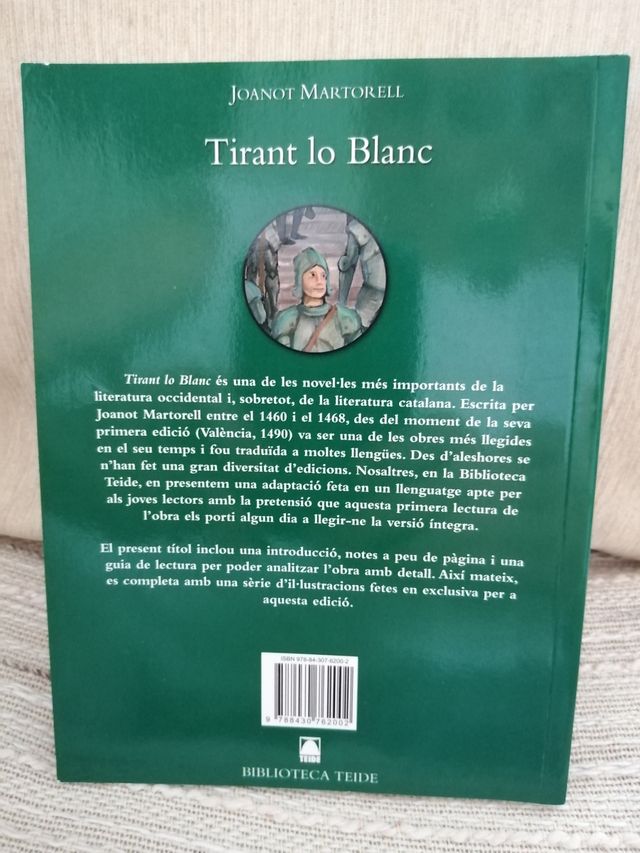 JOANOT MARTORELL
Tirant lo Blanc
Tirant lo Blanc és una de les novel·les més importants de la
literatura occidental i, sobretot, de la literatura catalana. Escrita per
Joanot Martorell entre el 1460 i el 1468, des del moment de la seva
primera edició (València, 1490) va ser una de les obres més llegides
en el seu temps i fou traduïda a moltes llengües. Des d'aleshores se
n'han fet una gran diversitat d'edicions. Nosaltres, en la Biblioteca
Teide, en presentem una adaptació feta en un llenguatge apte per
als joves lectors amb la pretensió que aquesta primera lectura de
l'obra els porti algun dia a llegir-ne la versió íntegra.
El present títol inclou una introducció, notes a peu de pàgina i una
guia de lectura per poder analitzar l'obra amb detall. Així mateix,
es completa amb una sèrie d'il·lustracions fetes en exclusiva per a
aquesta edició.
ISBN 978-84-307-6200-2
9 788430 762002
TEIDE
BIBLIOTECA TEIDE